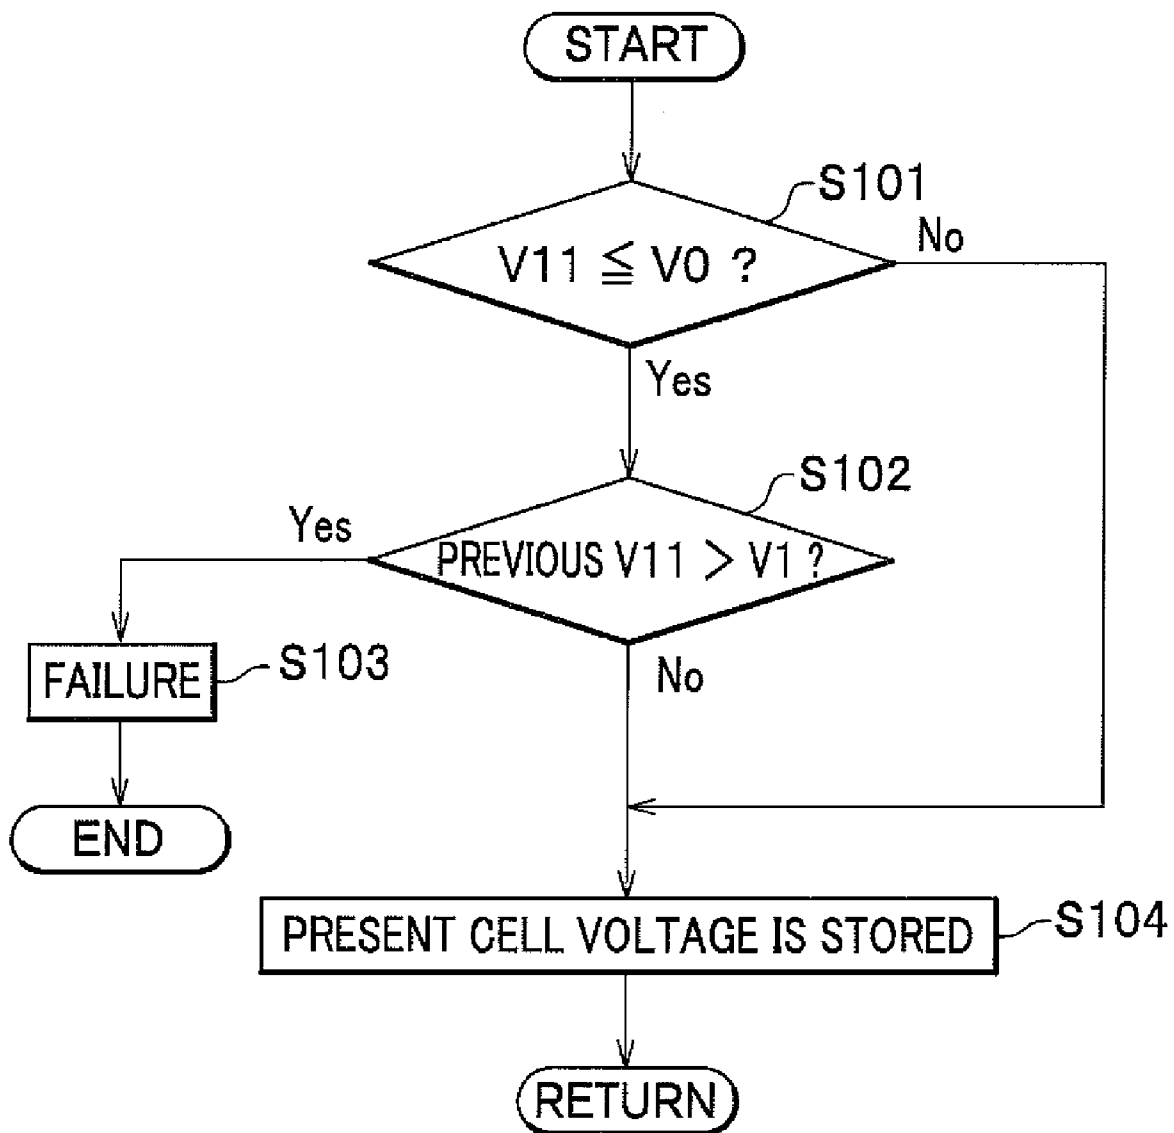 START
S101
V11 ≦ V0 ?
No
Yes
S102
Yes
PREVIOUS V11 > V1 ?
FAILURE
S103
No
END
PRESENT CELL VOLTAGE IS STORED
S104
RETURN